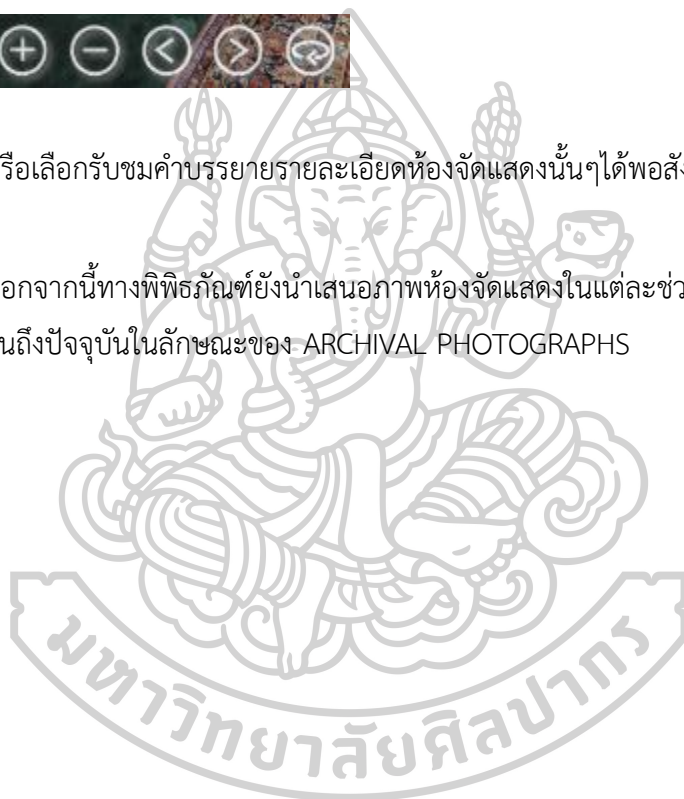 รือเลือกรับชมคำบรรยายรายละเอียดห้องจัดแสดงนั้นๆได้พอสัง
อกจากนี้ทางพิพิธภัณฑ์ยังนำเสนอภาพห้องจัดแสดงในแต่ละช่ว
นถึงปัจจุบันในลักษณะของ ARCHIVAL PHOTOGRAPHS
มหาวิทยาลัยศิลปากร